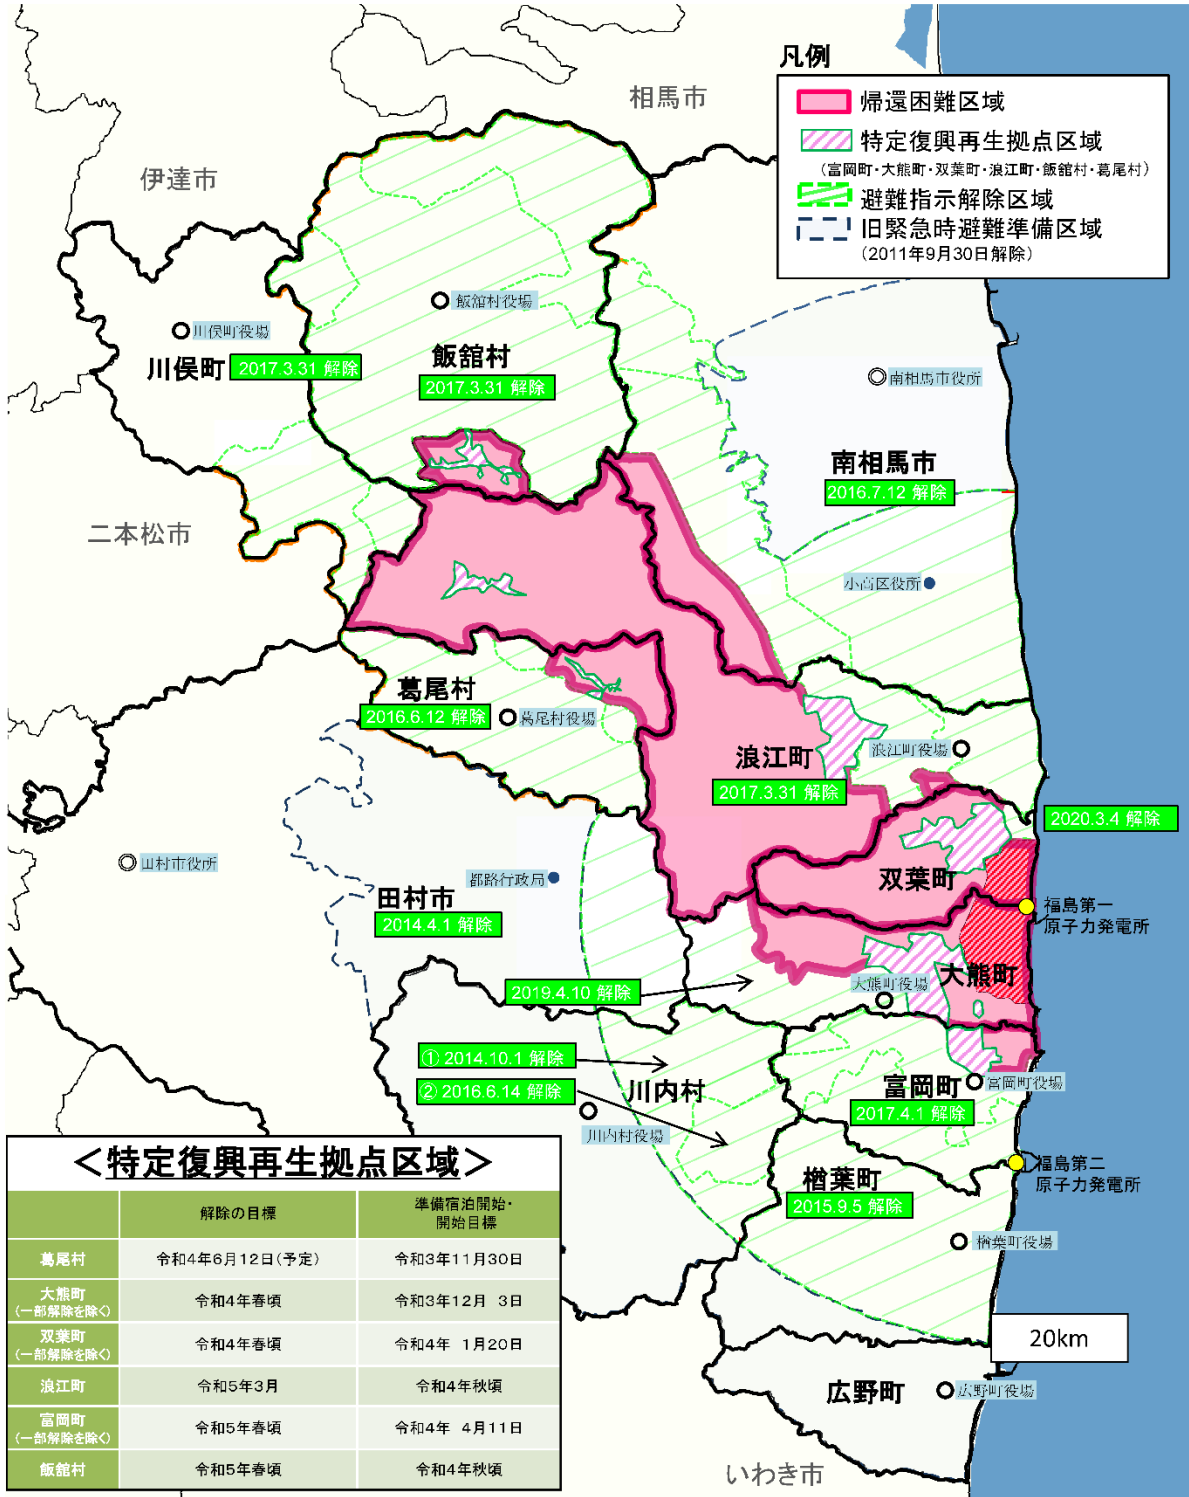 凡例
帰還困難区域
特定復興再生拠点区域
（富岡町・大熊町・双葉町・浪江町・飯舘村・葛尾村）
避難指示解除区域
旧緊急時避難準備区域
（2011年9月30日解除）
相馬市
伊達市
飯舘村役場
川俣町役場
飯舘村
川俣町
2017.3.31 解除
2017.3.31 解除
南相馬市役所
南相馬市
2016.7.12 解除
二本松市
小高区役所
葛尾村
2016.6.12 解除
葛尾村役場
浪江町
浪江町役場
2017.3.31 解除
2020.3.4 解除
田村市役所
都路行政局
双葉町
田村市
2014.4.1 解除
福島第一
原子力発電所
大熊町
大熊町役場
2019.4.10 解除
① 2014.10.1 解除
② 2016.6.14 解除
川内村
川内村役場
富岡町
富岡町役場
2017.4.1 解除
福島第二
原子力発電所
楢葉町
2015.9.5 解除
楢葉町役場
20km
広野町
広野町役場
いわき市
＜特定復興再生拠点区域＞
解除の目標 準備宿泊開始・
開始目標
葛尾村 令和4年6月12日(予定) 令和3年11月30日
大熊町
(一部解除を除く) 令和4年春頃 令和3年12月 3日
双葉町
(一部解除を除く) 令和4年春頃 令和4年 1月20日
浪江町 令和5年3月 令和4年秋頃
富岡町
(一部解除を除く) 令和5年春頃 令和4年 4月11日
飯舘村 令和5年春頃 令和4年秋頃